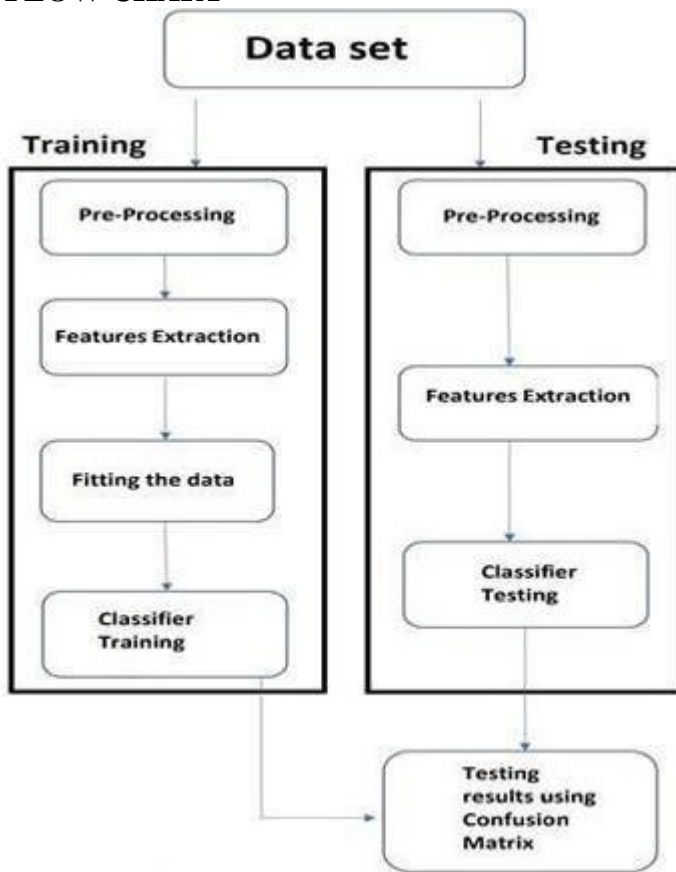 Data set
Training
Testing
Pre-Processing
Features Extraction
Fitting the data
Classifier
Training
Pre-Processing
Features Extraction
Classifier
Testing
Testing
results using
Confusion
Matrix